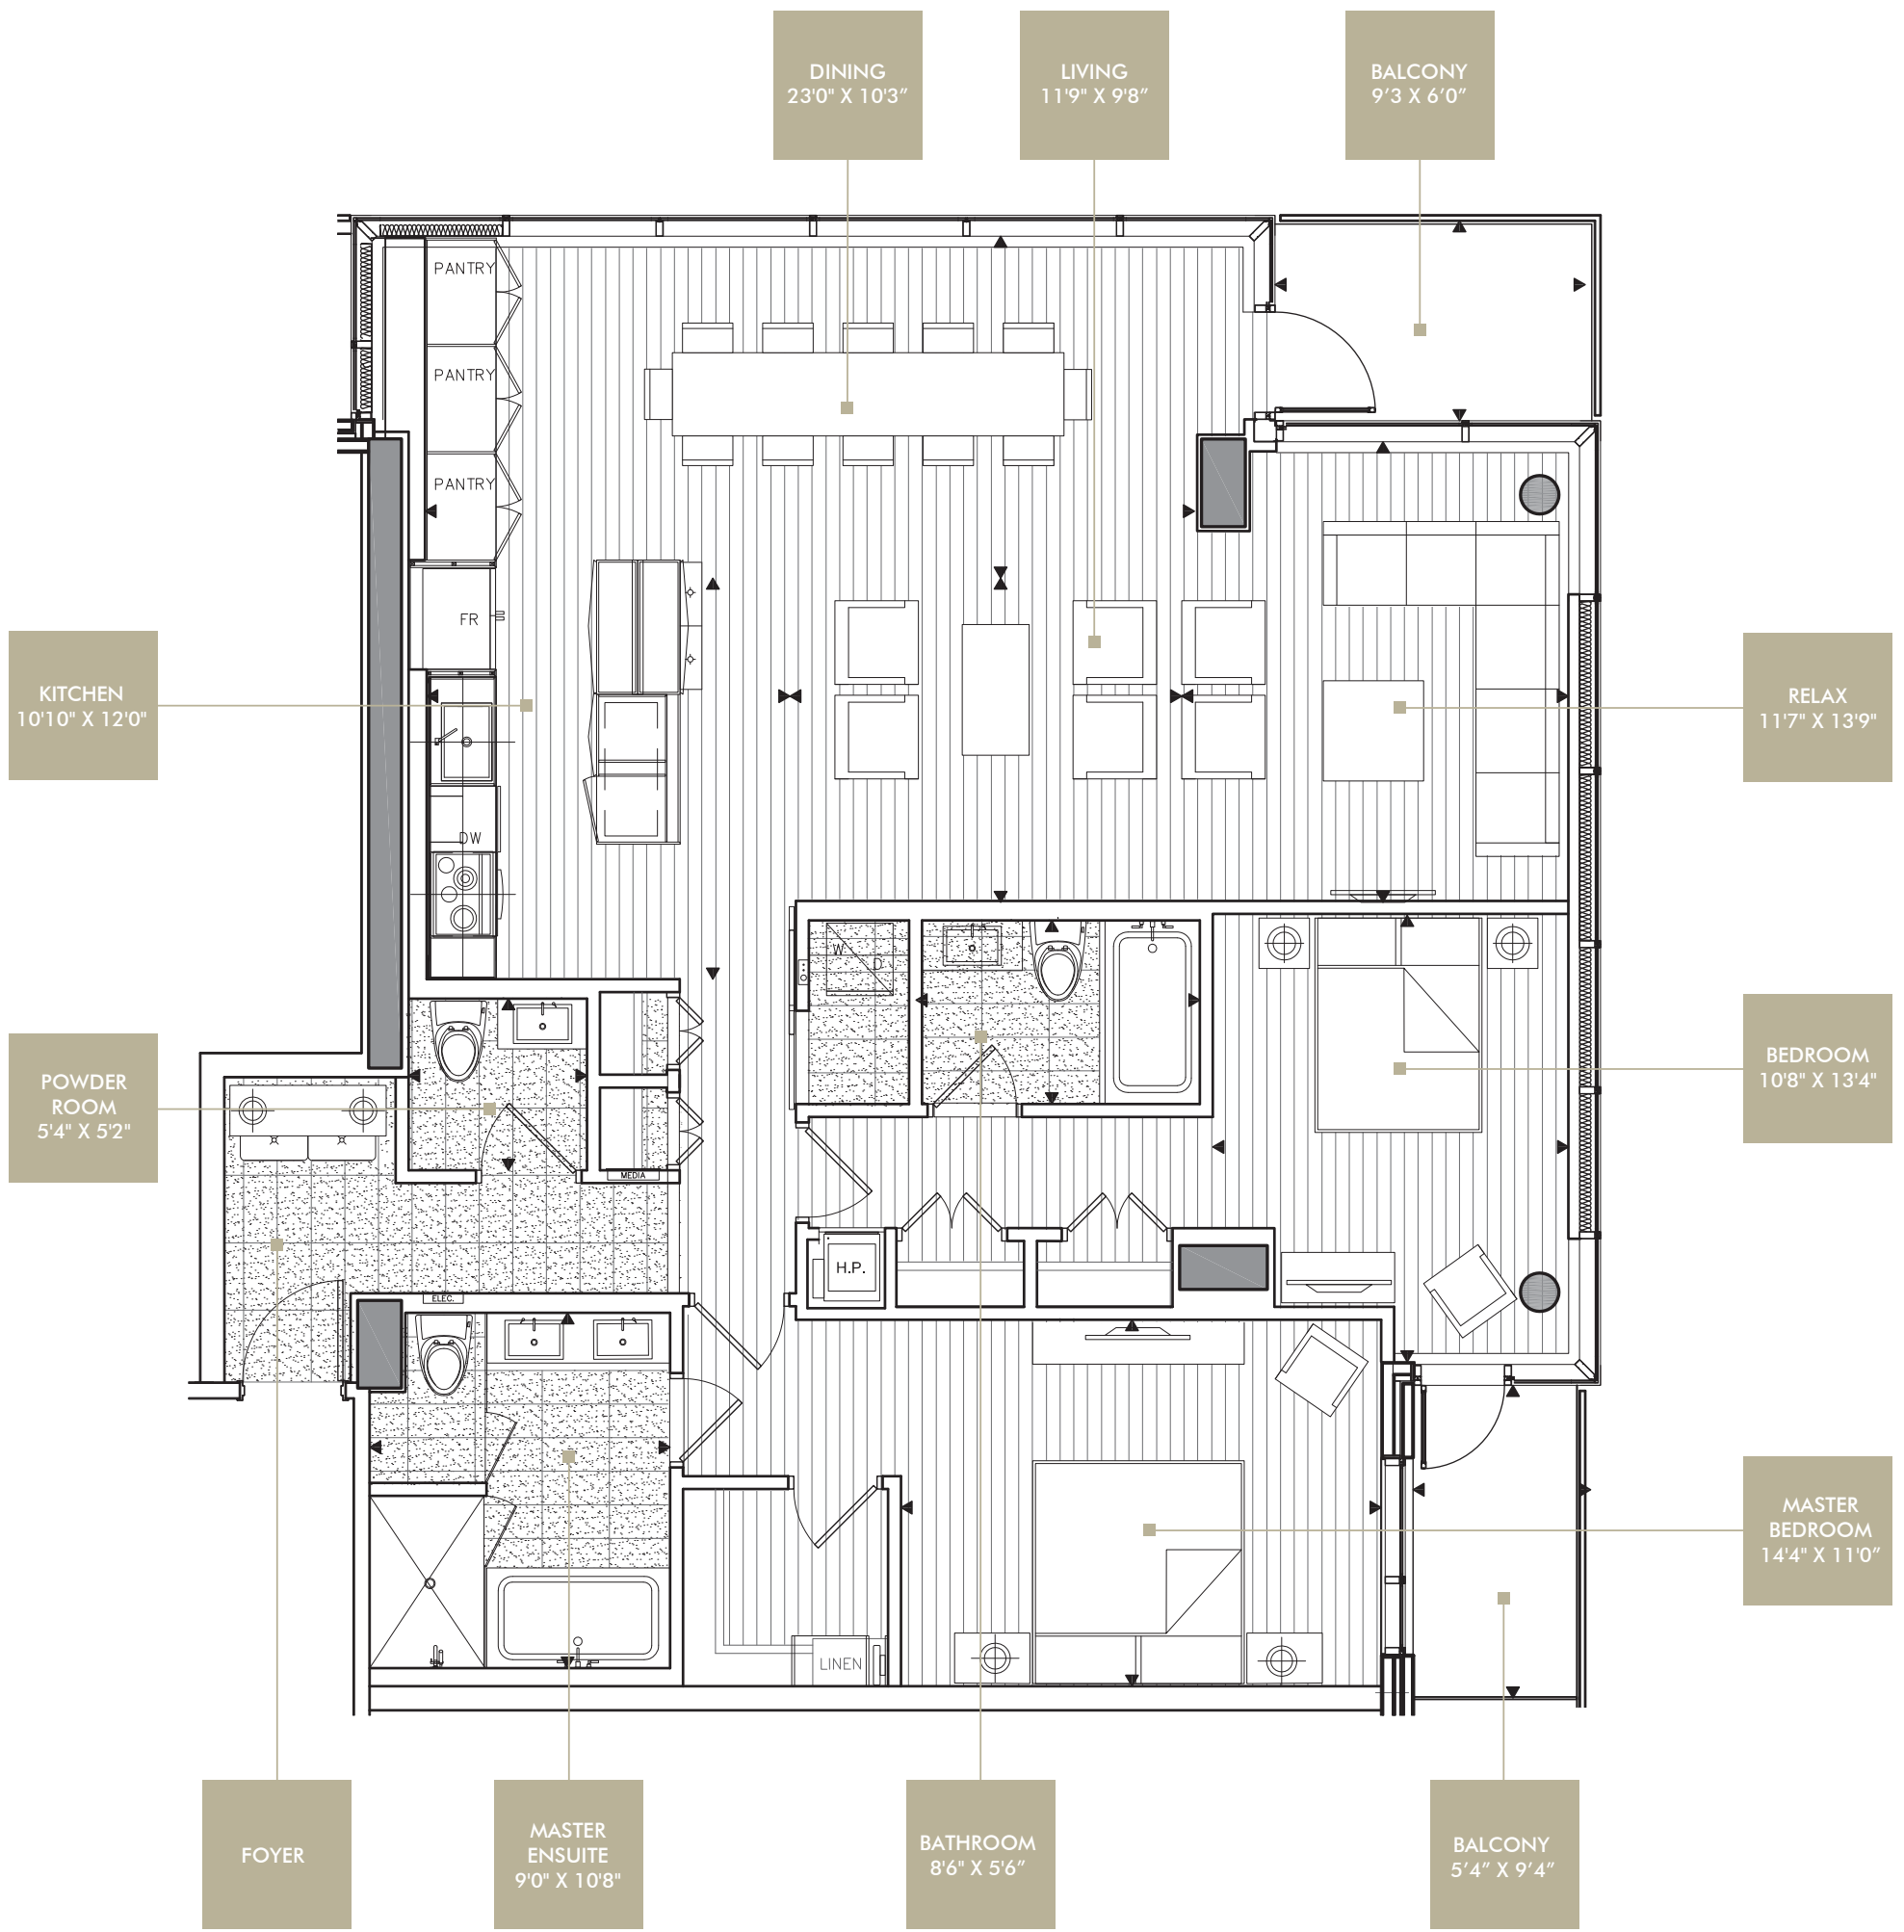 DINING
23'0" X 10'3”
LIVING
11'9" X 9'8”
BALCONY
9’3 X 6’0”
PANTRY
PANTRY
PANTRY
FR
KITCHEN
10'10" X 12'0"
RELAX
11'7" X 13'9"
DW
W
D
POWDER
ROOM
5'4" X 5'2"
BEDROOM
10'8" X 13'4"
MEDIA
H.P.
ELEC.
MASTER
BEDROOM
14'4" X 11'0”
LINEN
FOYER
MASTER
ENSUITE
9'0" X 10'8"
BATHROOM
8'6" X 5'6”
BALCONY
5’4” X 9’4”